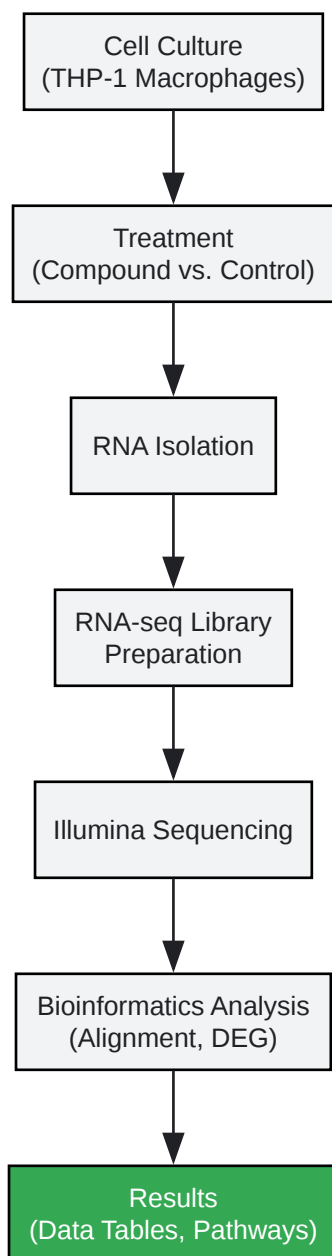 Cell Culture
(THP-1 Macrophages)
Treatment
(Compound vs. Control)
RNA Isolation
RNA-seq Library
Preparation
Illumina Sequencing
Bioinformatics Analysis
(Alignment, DEG)
Results
(Data Tables, Pathways)